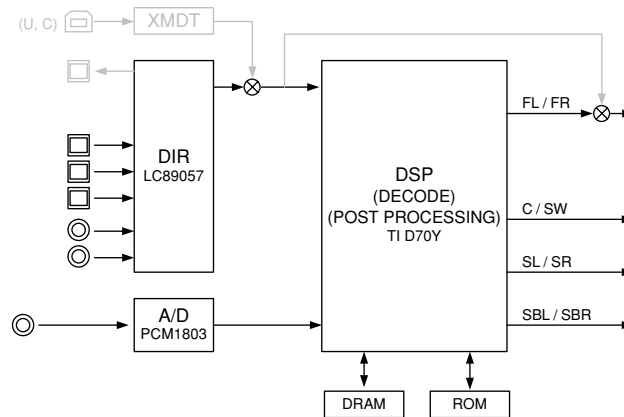 (U, C)
XMDT
FL / FR
DIR
LC89057
DSP
(DECODE)
(POST PROCESSING)
TI D70Y
C / SW
SL / SR
A/D
PCM1803
SBL / SBR
DRAM
ROM